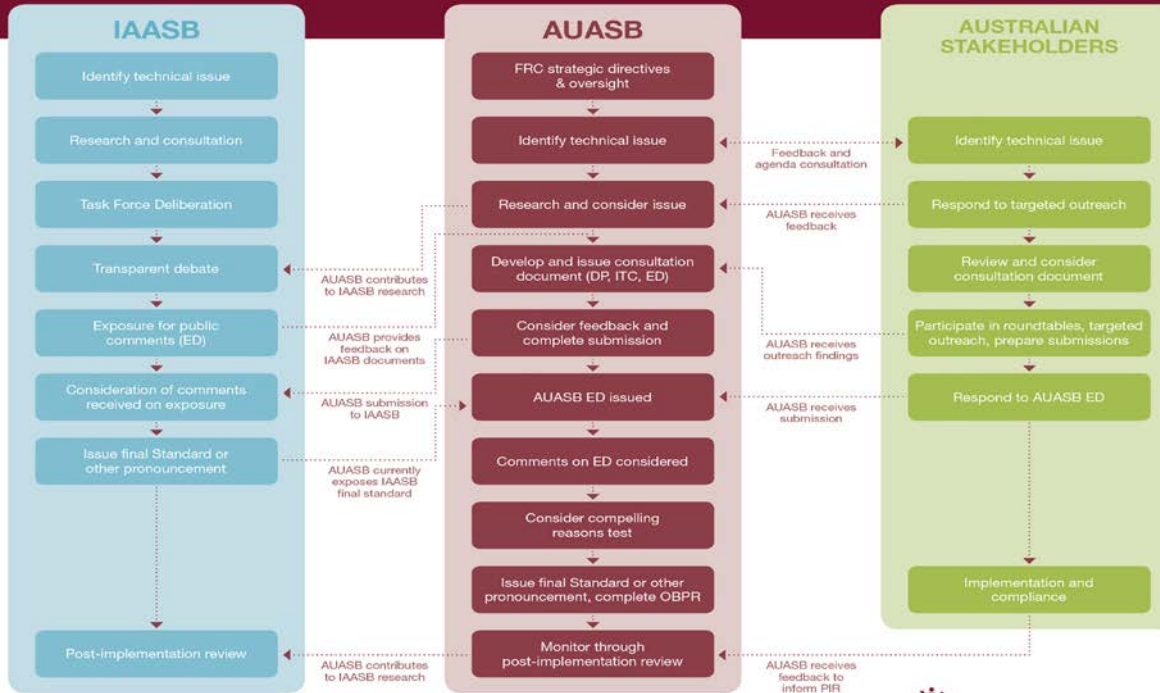 IAASB
Identify technical issue
Research and consultation
Task Force Deliberation
Transparent debate
Exposure for public
comments (ED)
Consideration of comments
received on exposure
Issue final Standard or
other pronouncement
Post-implementation review
AUASB contributes
to IAASB research
AUASB provides
feedback on
IAASB documents
AUASB submission
to IAASB
AUASB currently
exposes IAASB
final standard
AUASB contributes
to IAASB research
AUASB
FRC strategic directives
& oversight
Identify technical issue
Research and consider issue
Develop and issue consultation
document (DP, ITC, ED)
Consider feedback and
complete submission
AUASB ED issued
Comments on ED considered
Consider compelling
reasons test
Issue final Standard or other
pronouncement, complete OBPR
Monitor through
post-implementation review
Feedback and
agenda consultation
AUASB receives
feedback
AUASB receives
outreach findings
AUASB receives
submission
AUASB receives
feedback to
inform PIR
AUSTRALIAN
STAKEHOLDERS
Identify technical issue
Respond to targeted outreach
Review and consider
consultation document
Participate in roundtables, targeted
outreach, prepare submissions
Respond to AUASB ED
Implementation and
compliance